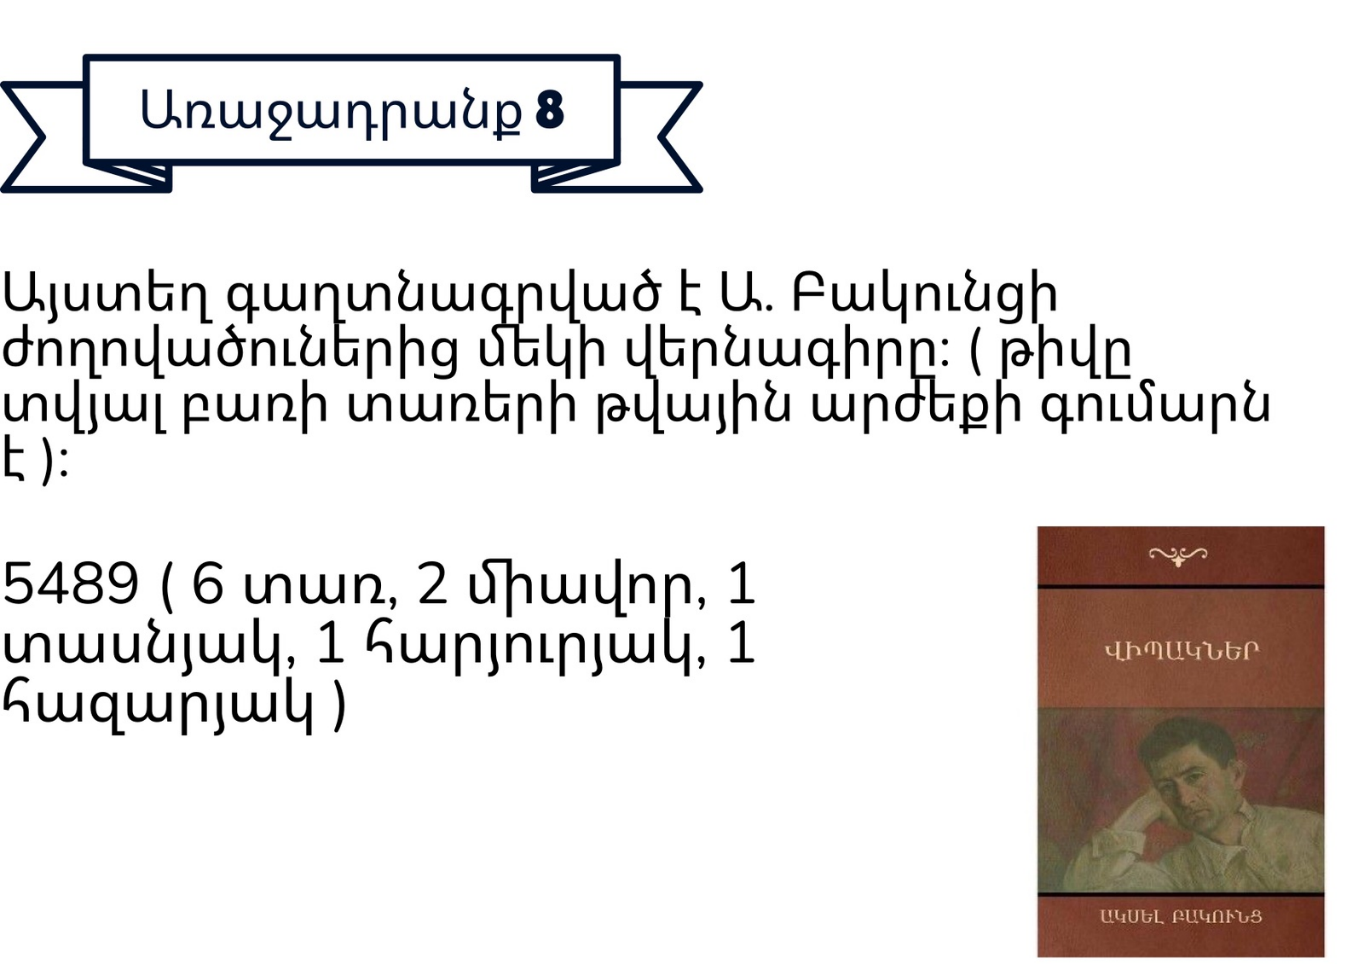 Առաջադրանք 8
Այստեղ գաղտնագրված է Ա. Բակունցի
ժողովածուներից մեկի վերնագիրը: ( թիվը
տվյալ բառի տառերի թվային արժեքի գումարն
է ):
5489 ( 6 տառ, 2 միավոր, 1
տասնյակ, 1 հարյուրյակ, 1
հազարյակ )
ՎԻՊԱԿՆԵՐ
ԱԿՍԵԼ ԲԱԿՈՒՆՑ